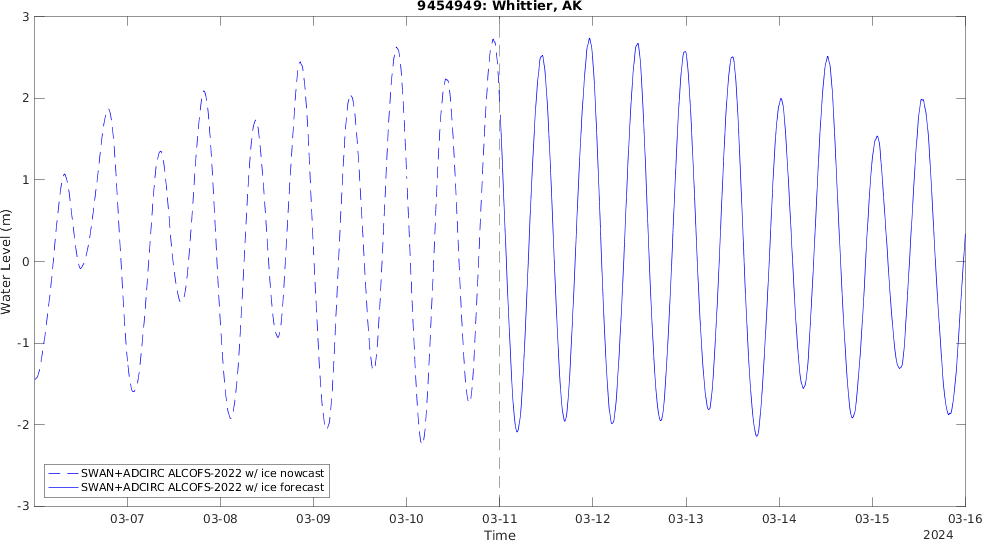 9454949: Whittier, AK
3
2
1
0
-1
-2
-3
Water Level (m)
SWAN+ADCIRC ALCOFS-2022 w/ ice nowcast
SWAN+ADCIRC ALCOFS-2022 w/ ice forecast
03-07 03-08 03-09 03-10 03-11 03-12 03-13 03-14 03-15 03-16
Time
2024